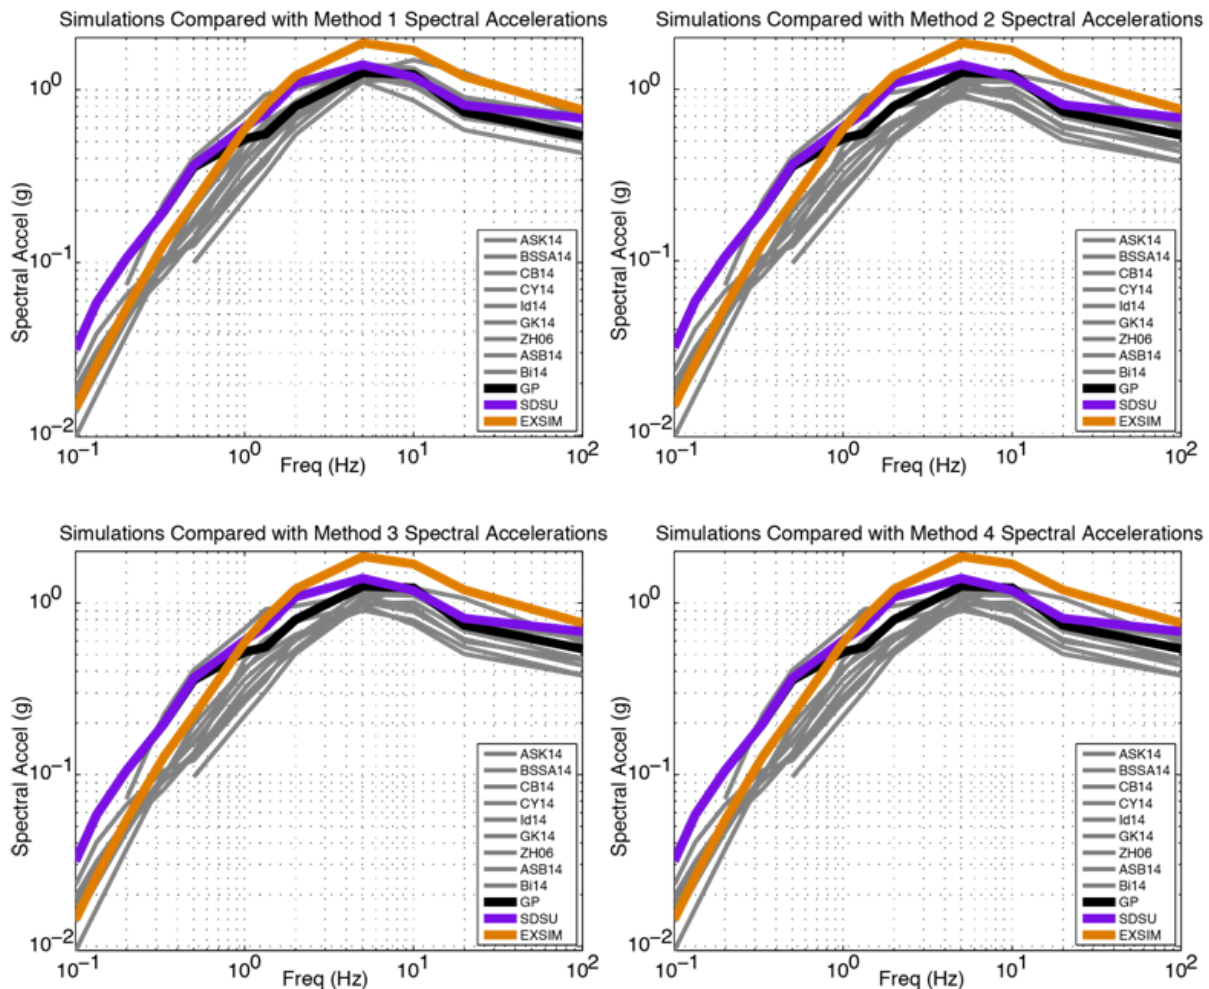 Simulations Compared with Method 1 Spectral Accelerations
Spectral Accel (g)
10^0
10^-1
10^-2
ASK14
BSSA14
CB14
CY14
Id14
GK14
ZH06
ASB14
Bi14
GP
SDSU
EXSIM
10^-1
10^0
10^1
10^2
Freq (Hz)
Simulations Compared with Method 2 Spectral Accelerations
Spectral Accel (g)
10^0
10^-1
10^-2
ASK14
BSSA14
CB14
CY14
Id14
GK14
ZH06
ASB14
Bi14
GP
SDSU
EXSIM
10^-1
10^0
10^1
10^2
Freq (Hz)
Simulations Compared with Method 3 Spectral Accelerations
Spectral Accel (g)
10^0
10^-1
10^-2
ASK14
BSSA14
CB14
CY14
Id14
GK14
ZH06
ASB14
Bi14
GP
SDSU
EXSIM
10^-1
10^0
10^1
10^2
Freq (Hz)
Simulations Compared with Method 4 Spectral Accelerations
Spectral Accel (g)
10^0
10^-1
10^-2
ASK14
BSSA14
CB14
CY14
Id14
GK14
ZH06
ASB14
Bi14
GP
SDSU
EXSIM
10^-1
10^0
10^1
10^2
Freq (Hz)